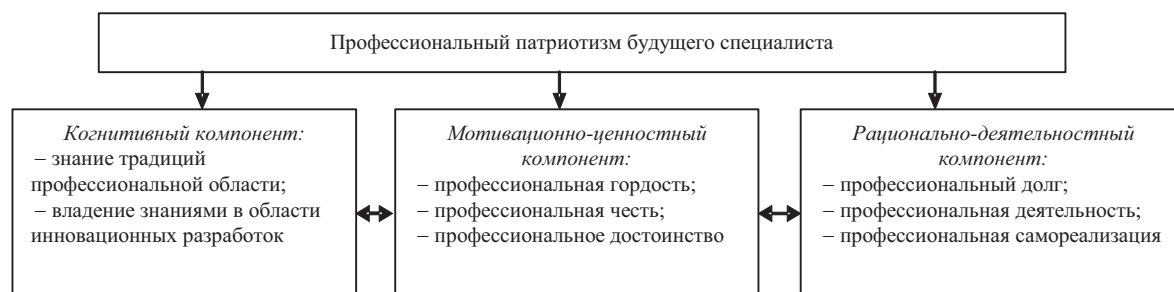 Профессиональный патриотизм будущего специалиста
Когнитивный компонент:
– знание традиций
профессиональной области;
– владение знаниями в области
инновационных разработок
Мотивационно-ценностный
компонент:
– профессиональная гордость;
– профессиональная честь;
– профессиональное достоинство
Рационально-деятельностный
компонент:
– профессиональный долг;
– профессиональная деятельность;
– профессиональная самореализация